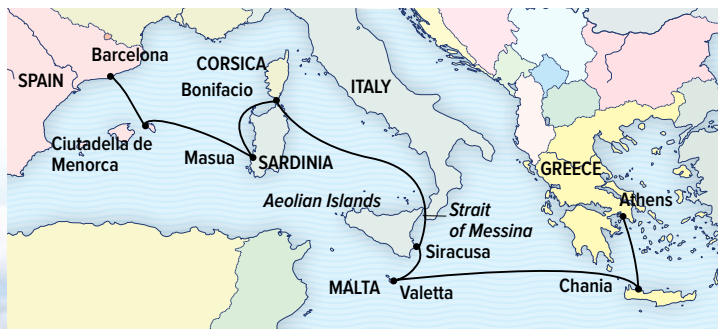 Barcelona
SPAIN
CORSICA
Bonifacio
ITALY
Ciutadella de
Menorca
Masua
SARDINIA
GREECE
Aeolian Islands
Athens
Strait
of Messina
Siracusa
MALTA
Valetta
Chania